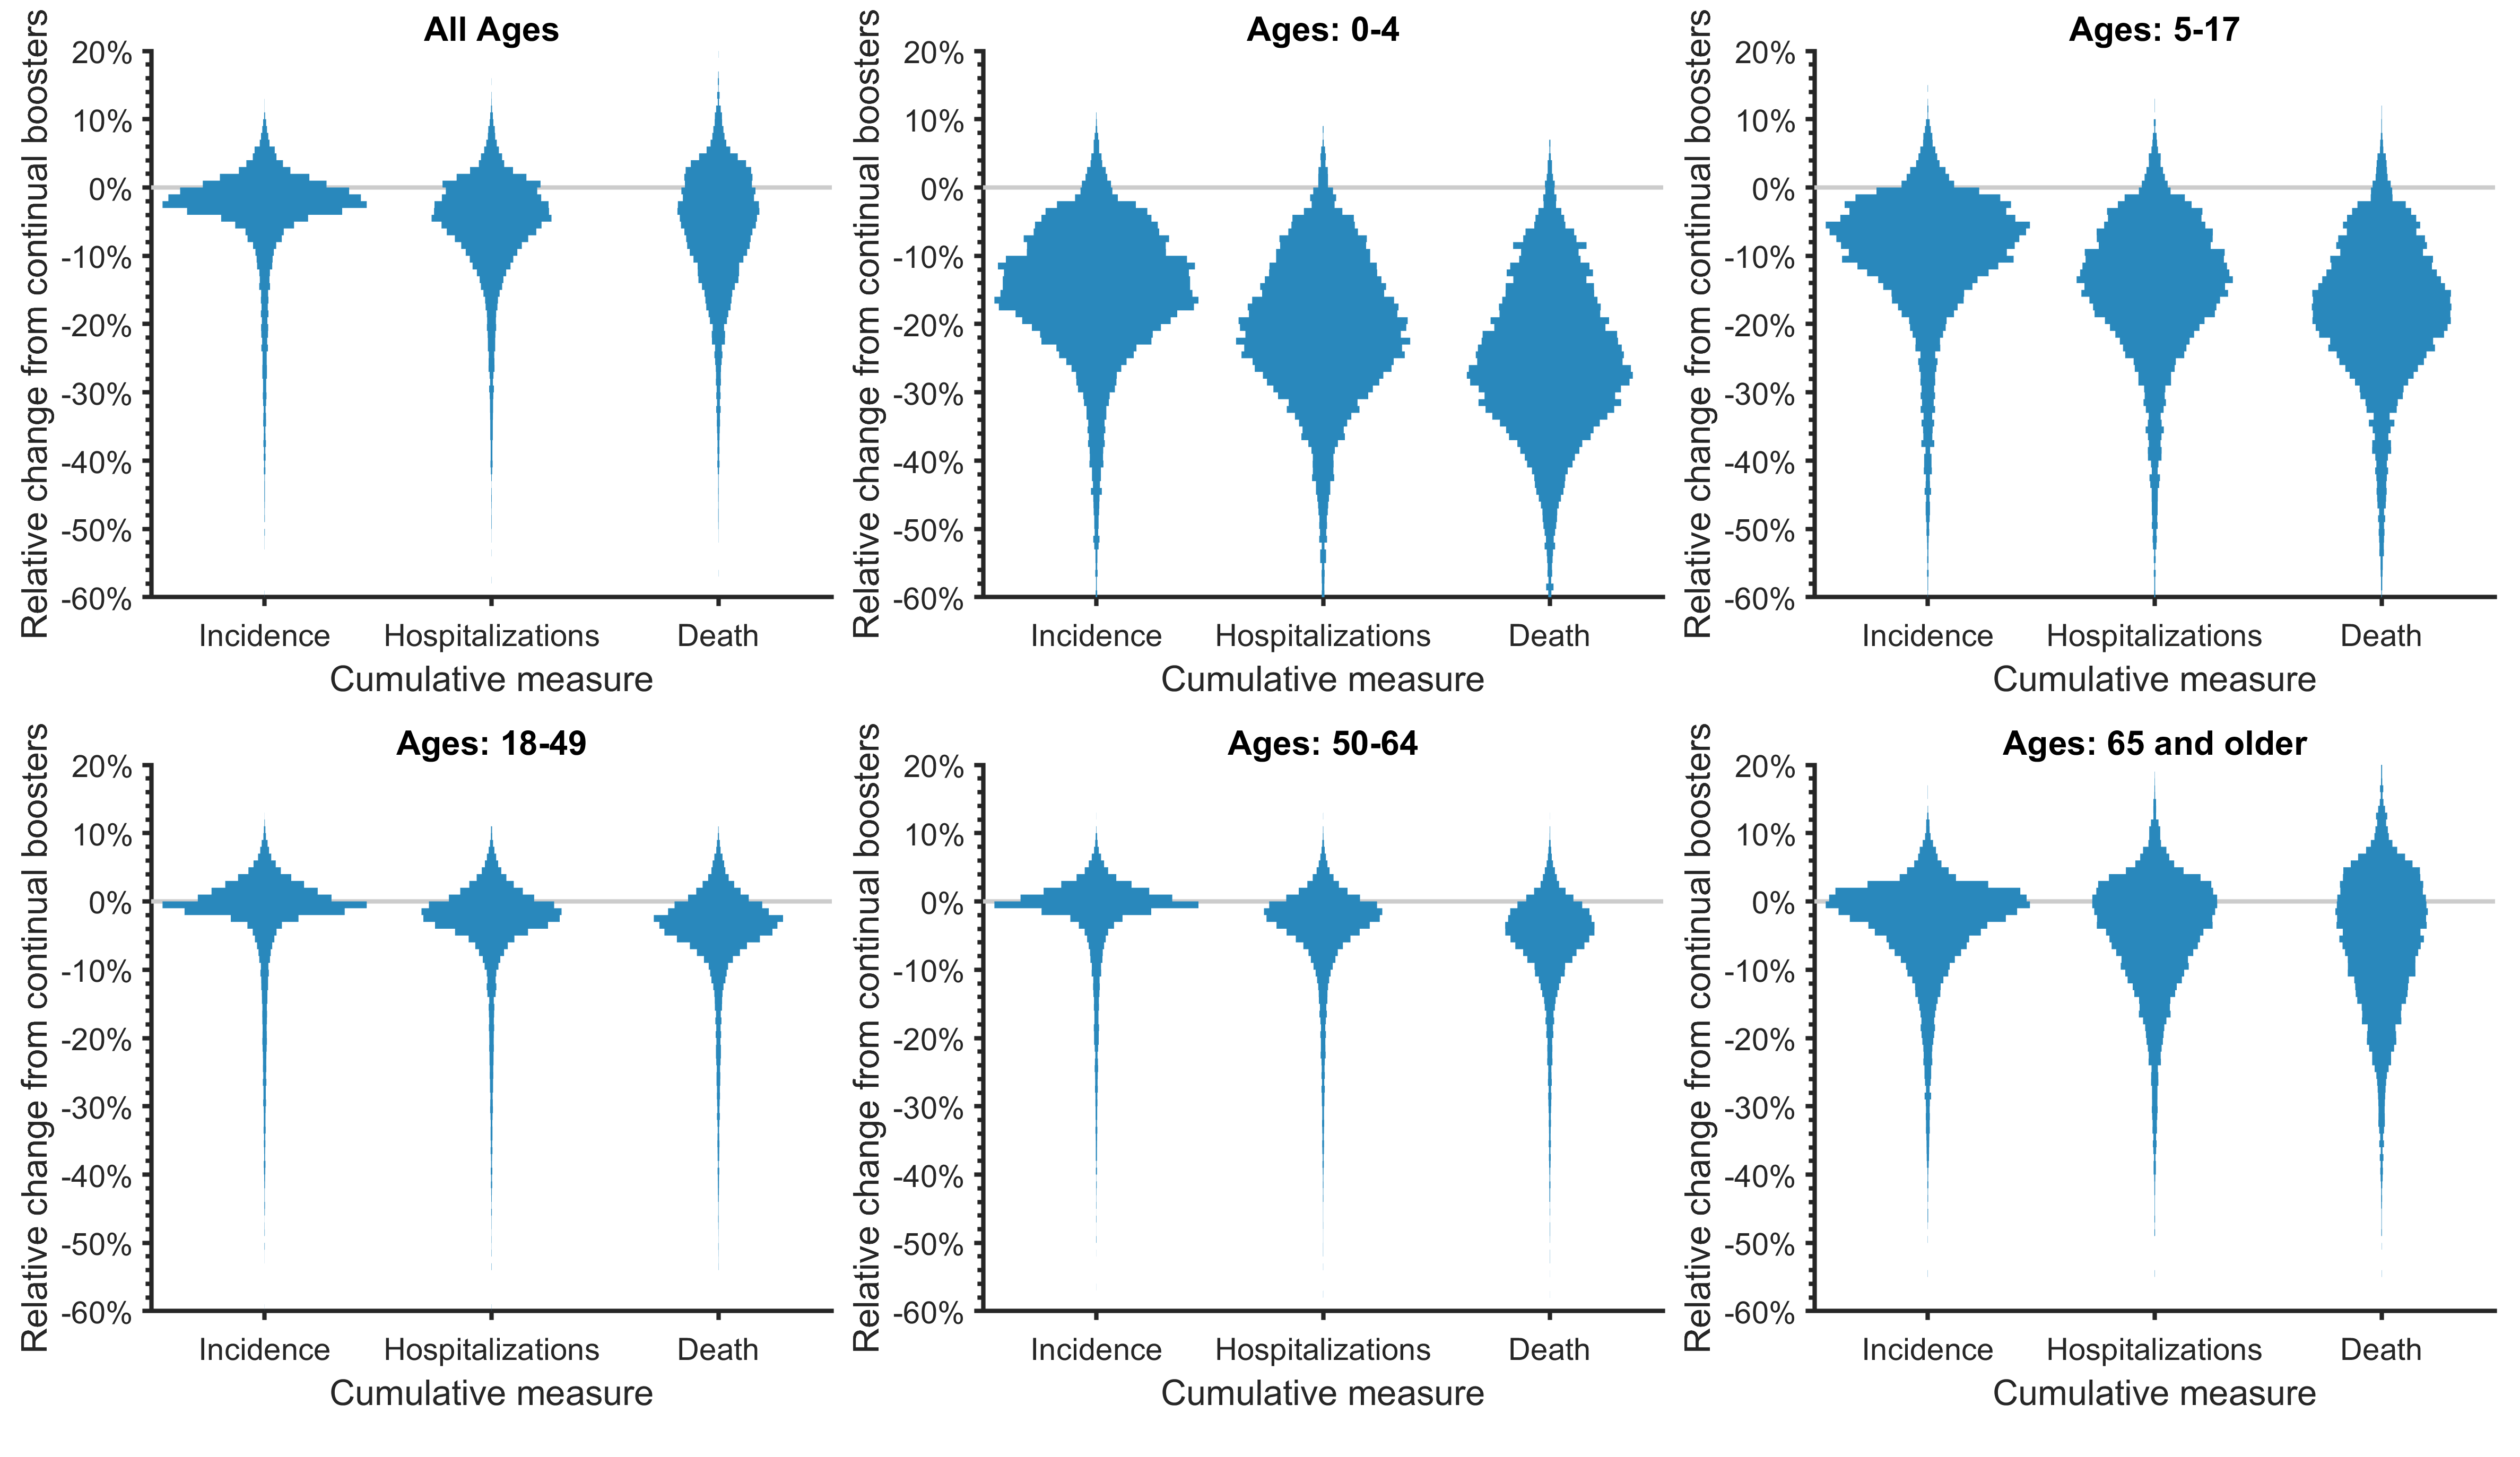 All Ages
Relative change from continual boosters
20%
10%
0%
-10%
-20%
-30%
-40%
-50%
-60%
Incidence
Hospitalizations
Death
Cumulative measure
Ages: 0-4
Relative change from continual boosters
20%
10%
0%
-10%
-20%
-30%
-40%
-50%
-60%
Incidence
Hospitalizations
Death
Cumulative measure
Ages: 5-17
Relative change from continual boosters
20%
10%
0%
-10%
-20%
-30%
-40%
-50%
-60%
Incidence
Hospitalizations
Death
Cumulative measure
Ages: 18-49
Relative change from continual boosters
20%
10%
0%
-10%
-20%
-30%
-40%
-50%
-60%
Incidence
Hospitalizations
Death
Cumulative measure
Ages: 50-64
Relative change from continual boosters
20%
10%
0%
-10%
-20%
-30%
-40%
-50%
-60%
Incidence
Hospitalizations
Death
Cumulative measure
Ages: 65 and older
Relative change from continual boosters
20%
10%
0%
-10%
-20%
-30%
-40%
-50%
-60%
Incidence
Hospitalizations
Death
Cumulative measure